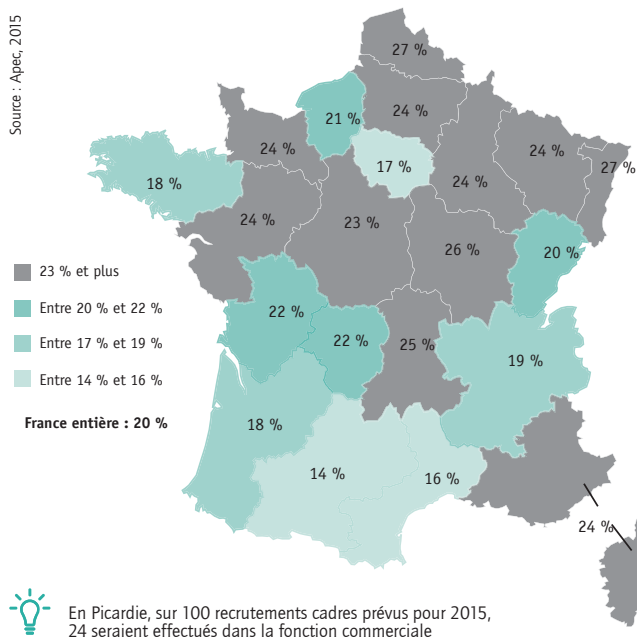 Source : Apec, 2015
27 %
21 %
24 %
24 %
24 %
17 %
27 %
24 %
18 %
24 %
23 %
26 %
20 %
23 % et plus
Entre 20 % et 22 %
Entre 17 % et 19 %
Entre 14 % et 16 %
France entière : 20 %
22 %
22 %
25 %
19 %
18 %
14 %
16 %
24 %
En Picardie, sur 100 recrutements cadres prévus pour 2015,
24 seraient effectués dans la fonction commerciale